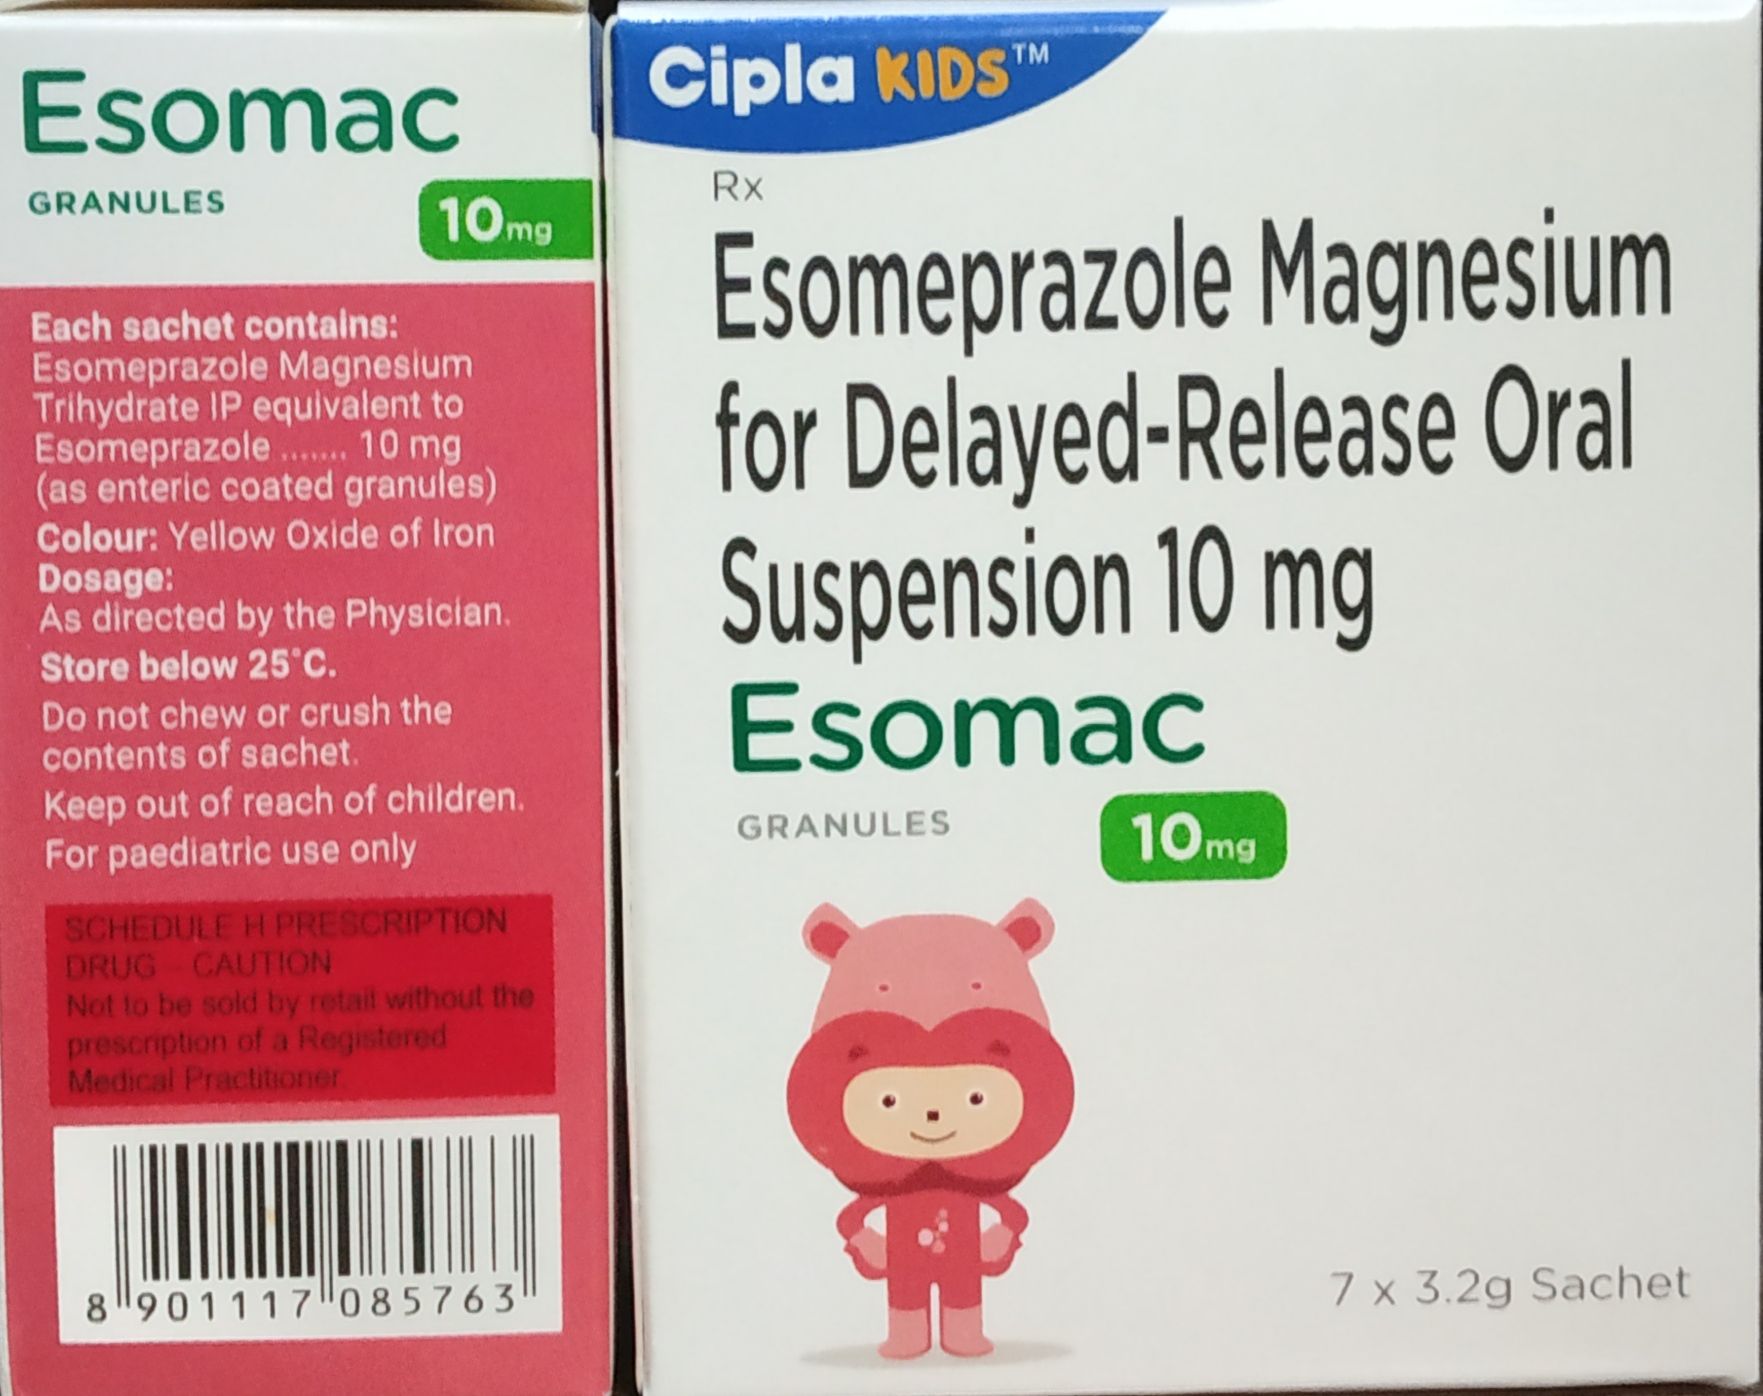 Esomac
GRANULES
10mg
Each sachet contains:
Esomeprazole Magnesium
Trihydrate IP equivalent to
Esomeprazole ....... 10 mg
(as enteric coated granules)
Colour: Yellow Oxide of Iron
Dosage:
As directed by the Physician.
Store below 25°C.
Do not chew or crush the
contents of sachet.
Keep out of reach of children.
For paediatric use only
SCHEDULE H PRESCRIPTION
DRUG - CAUTION
Not to be sold by retail without the
prescription of a Registered
Medical Practitioner.
8 901117 085763
Cipla KIDS™
Rx
Esomeprazole Magnesium
for Delayed-Release Oral
Suspension 10 mg
Esomac
GRANULES
10mg
7 x 3.2g Sachet